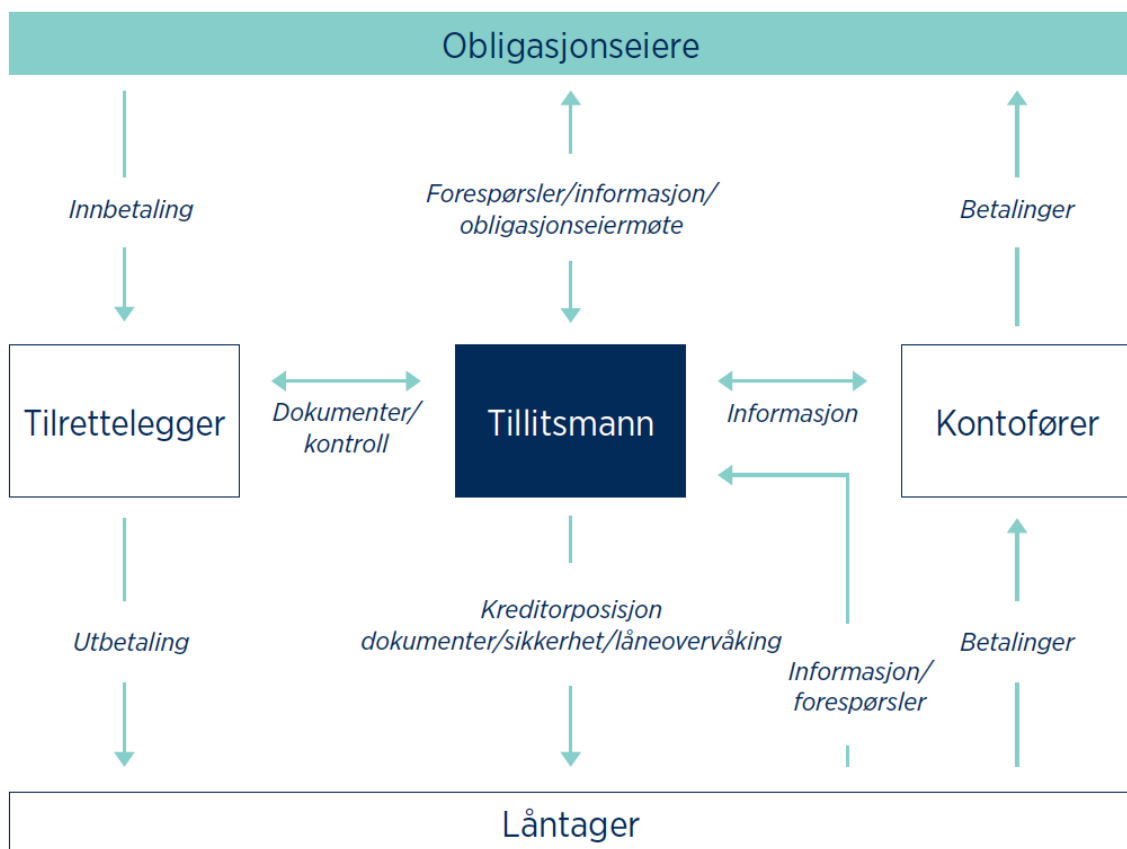 Obligasjonseiere
Innbetaling
Forespørsler/informasjon/
obligasjonseiermøte
Betalinger
Tilrettelegger
Dokumenter/
kontroll
Tillitsmann
Informasjon
Kontofører
Utbetaling
Kreditorposisjon
dokumenter/sikkerhet/låneovervåking
Informasjon/
forespørsler
Betalinger
Låntager